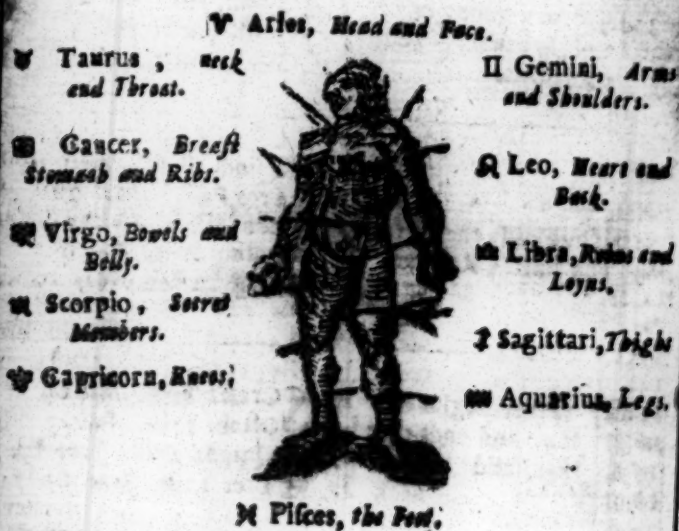 ♈ Aries, Head and Face.
♉ Taurus, neck
and Throat.
♊ Gemini, Arms
and Shoulders.
♋ Cancer, Breaſt
Stomach and Ribs.
♌ Leo, Heart and
Back.
♍ Virgo, Bowels and
Belly.
♎ Libra, Reins and
Loyns.
♏ Scorpio, Secret
Members.
♐ Sagittari, Thighs
♑ Capricorn, Knees;
♒ Aquarius, Legs.
♓ Piſces, the Feet;